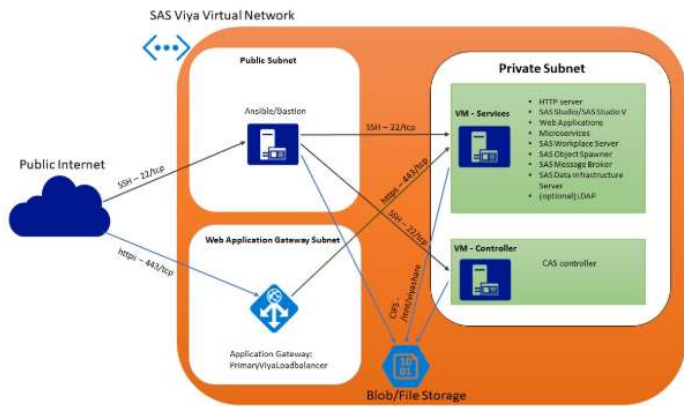 SAS Viya Virtual Network
Public Subnet
Ansible/Bastion
Private Subnet
VM - Services
HTTP server
SAS Studio/SAS Studio V
Web Applications
Microservices
SAS Workplace Server
SAS Object Spawner
SAS Message Broker
SAS Data Infrastructure
Server
(optional)LDAP
SSH – 22/tcp
Public Internet
SSH – 22/tcp
https – 443/tcp
SSH – 22/tcp
https – 443/tcp
Web Application Gateway Subnet
VM - Controller
CAS controller
CIFS -
/mnt/viyashare
Application Gateway:
PrimaryViyaLoadbalancer
10
01
Blob/File Storage